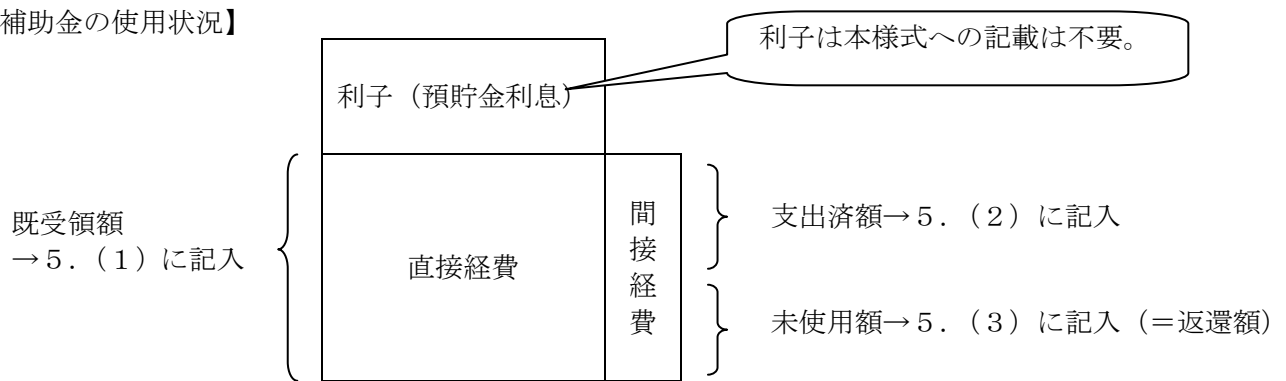 補助金の使用状況】
利子は本様式への記載は不要。
利子（預貯金利息）
既受領額
→５．（１）に記入
直接経費
間接経費
支出済額→５．（２）に記入
未使用額→５．（３）に記入（＝返還額）